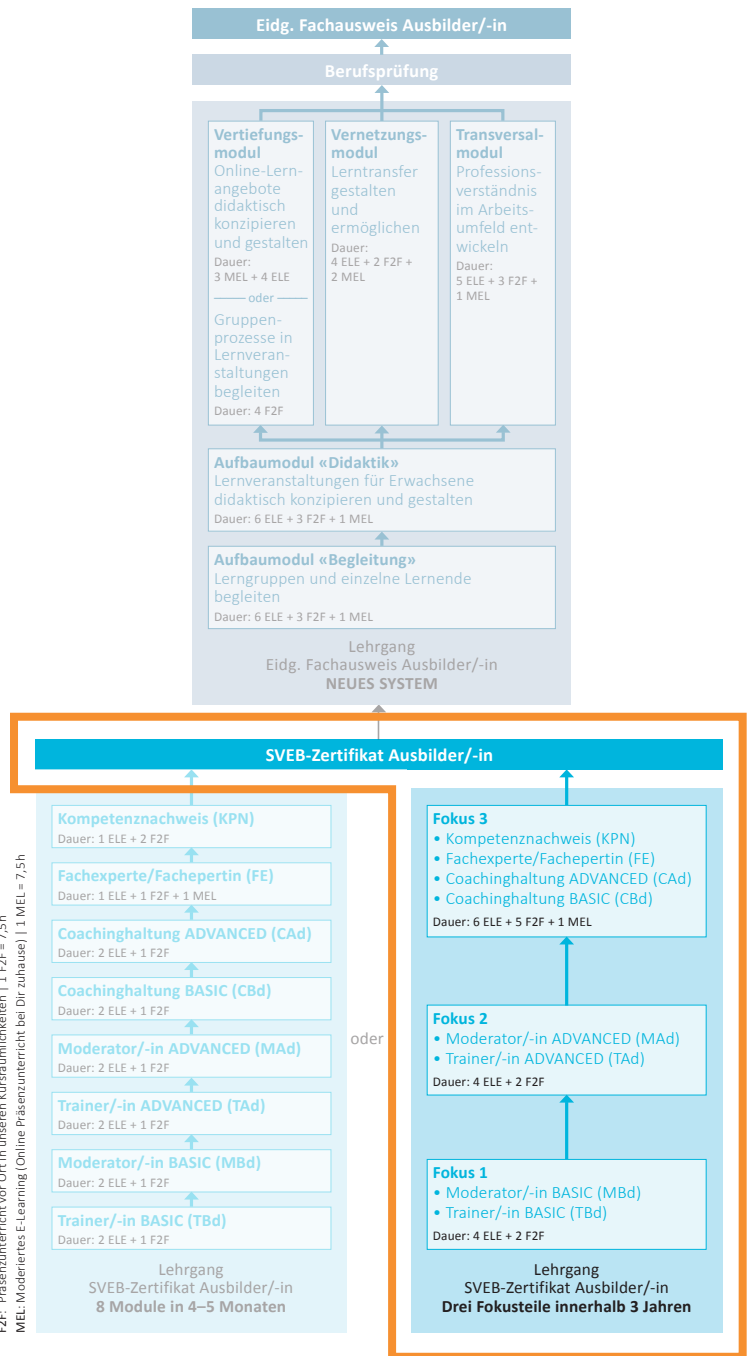 Eidg. Fachausweis Ausbilder/-in
Berufsprüfung
Vertiefungs-
modul
Online-Lern-
angebote
didaktisch
konzipieren
und gestalten
Dauer:
3 MEL + 4 ELE
oder
Gruppen-
prozesse in
Lernveran-
staltungen
begleiten
Dauer: 4 F2F
Vernetzungs-
modul
Lerntransfer
gestalten
und
ermöglichen
Dauer:
4 ELE + 2 F2F +
2 MEL
Transversal-
modul
Professions-
verständnis
im Arbeits-
umfeld ent-
wickeln
Dauer:
5 ELE + 3 F2F +
1 MEL
Aufbaumodul «Didaktik»
Lernveranstaltungen für Erwachsene
didaktisch konzipieren und gestalten
Dauer: 6 ELE + 3 F2F + 1 MEL
Aufbaumodul «Begleitung»
Lerngruppen und einzelne Lernende
begleiten
Dauer: 6 ELE + 3 F2F + 1 MEL
Lehrgang
Eidg. Fachausweis Ausbilder/-in
NEUES SYSTEM
SVEB-Zertifikat Ausbilder/-in
Kompetenznachweis (KPN)
Dauer: 1 ELE + 2 F2F
Fachexperte/Fachepertin (FE)
Dauer: 1 ELE + 1 F2F + 1 MEL
Coachinghaltung ADVANCED (CAd)
Dauer: 2 ELE + 1 F2F
Coachinghaltung BASIC (CBd)
Dauer: 2 ELE + 1 F2F
Moderator/-in ADVANCED (MAd)
Dauer: 2 ELE + 1 F2F
Trainer/-in ADVANCED (TAd)
Dauer: 2 ELE + 1 F2F
Moderator/-in BASIC (MBd)
Dauer: 2 ELE + 1 F2F
Trainer/-in BASIC (TBd)
Dauer: 2 ELE + 1 F2F
Lehrgang
SVEB-Zertifikat Ausbilder/-in
8 Module in 4–5 Monaten
oder
Fokus 3
• Kompetenznachweis (KPN)
• Fachexperte/Fachepertin (FE)
• Coachinghaltung ADVANCED (CAd)
• Coachinghaltung BASIC (CBd)
Dauer: 6 ELE + 5 F2F + 1 MEL
Fokus 2
• Moderator/-in ADVANCED (MAd)
• Trainer/-in ADVANCED (TAd)
Dauer: 4 ELE + 2 F2F
Fokus 1
• Moderator/-in BASIC (MBd)
• Trainer/-in BASIC (TBd)
Dauer: 4 ELE + 2 F2F
Lehrgang
SVEB-Zertifikat Ausbilder/-in
Drei Fokusteile innerhalb 3 Jahren
F2F: Präsenzunterricht vor Ort in unseren Kursräumlichkeiten | 1 F2F = 7,5h
MEL: Moderiertes E-Learning (Online Präsenzunterricht bei Dir zuhause) | 1 MEL = 7,5h